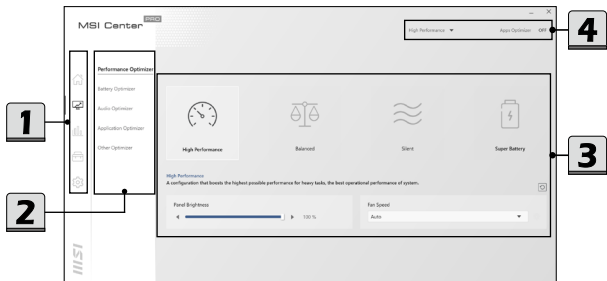 MSI Center PRO
High Performance
Apps Optimizer OFF
4
Performance Optimizer
Battery Optimizer
Audio Optimizer
Application Optimizer
Other Optimizer
1
2
High Performance
Balanced
Silent
Super Battery
3
High Performance
A configuration that boosts the highest possible performance for heavy tasks, the best operational performance of system.
Panel Brightness
100 %
Fan Speed
Auto
msi